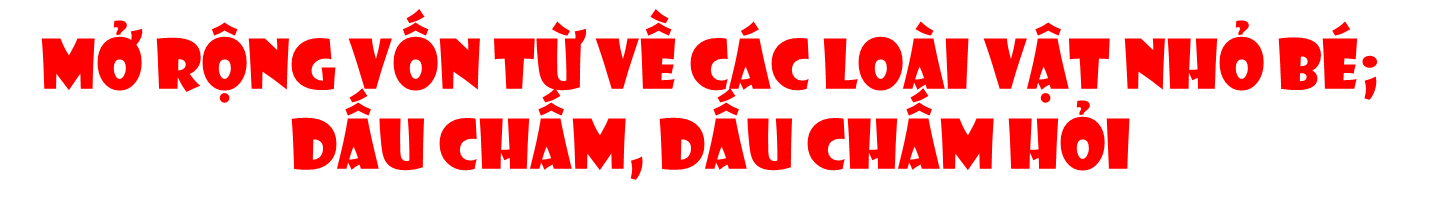 MỞ RỘNG VỐN TỪ VỀ CÁC LOÀI VẬT NHỎ BÉ;
DẤU CHẤM, DẤU CHẤM HỎI